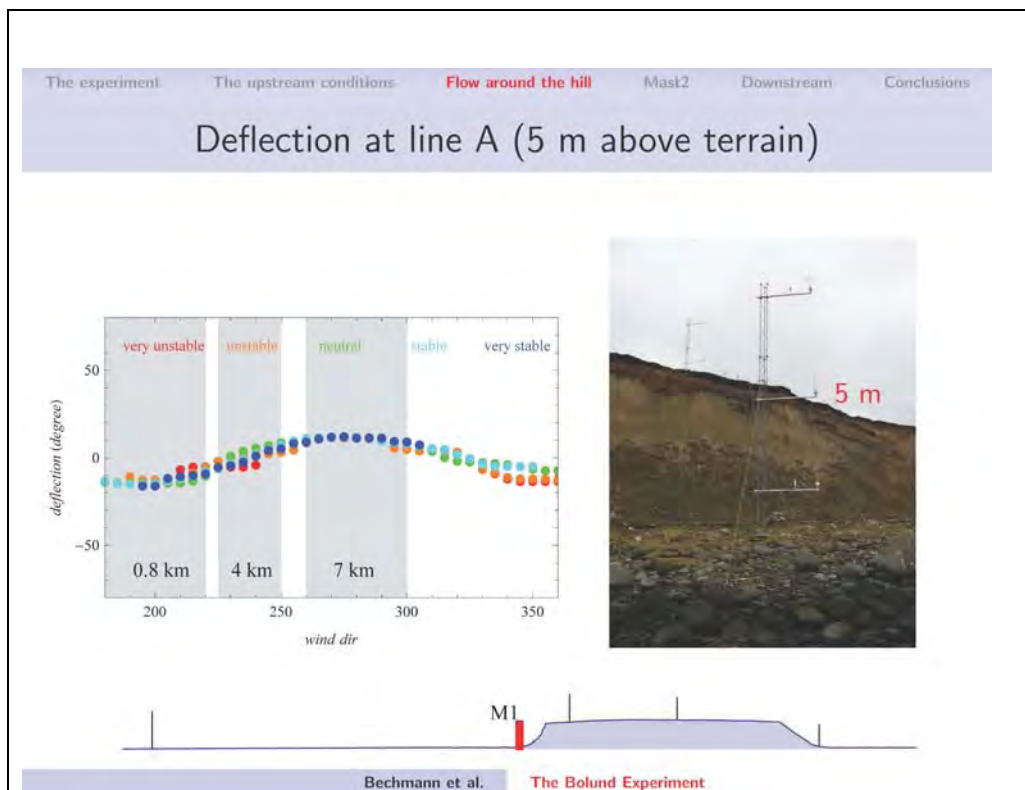 The experiment The upstream conditions Flow around the hill Mast2 Downstream Conclusions
Deflection at line A (5 m above terrain)
very unstable unstable neutral stable very stable
50
0
−50
deflection (degree)
0.8 km 4 km 7 km
200 250 300 350
wind dir
5 m
M1
Bechmann et al. The Bolund Experiment